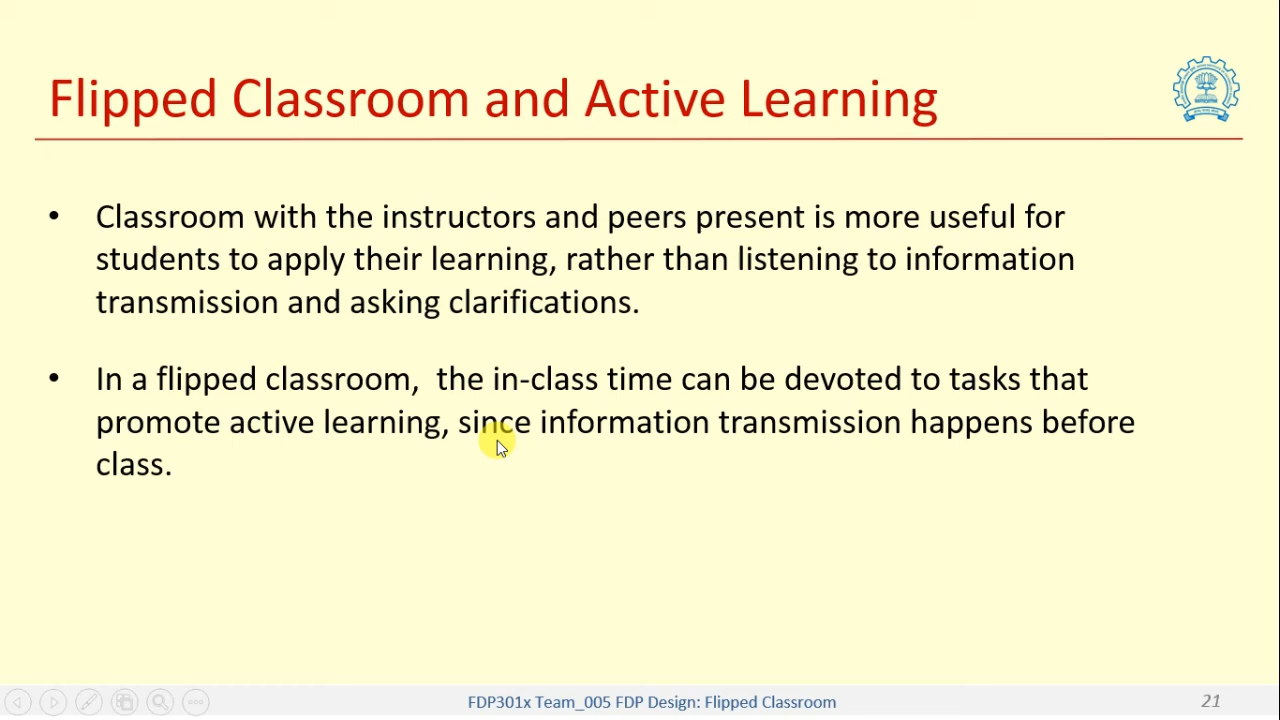 Flipped Classroom and Active Learning
• Classroom with the instructors and peers present is more useful for
students to apply their learning, rather than listening to information
transmission and asking clarifications.
• In a flipped classroom,  the in-class time can be devoted to tasks that
promote active learning, since information transmission happens before
class.
FDP301x Team_005 FDP Design: Flipped Classroom
21